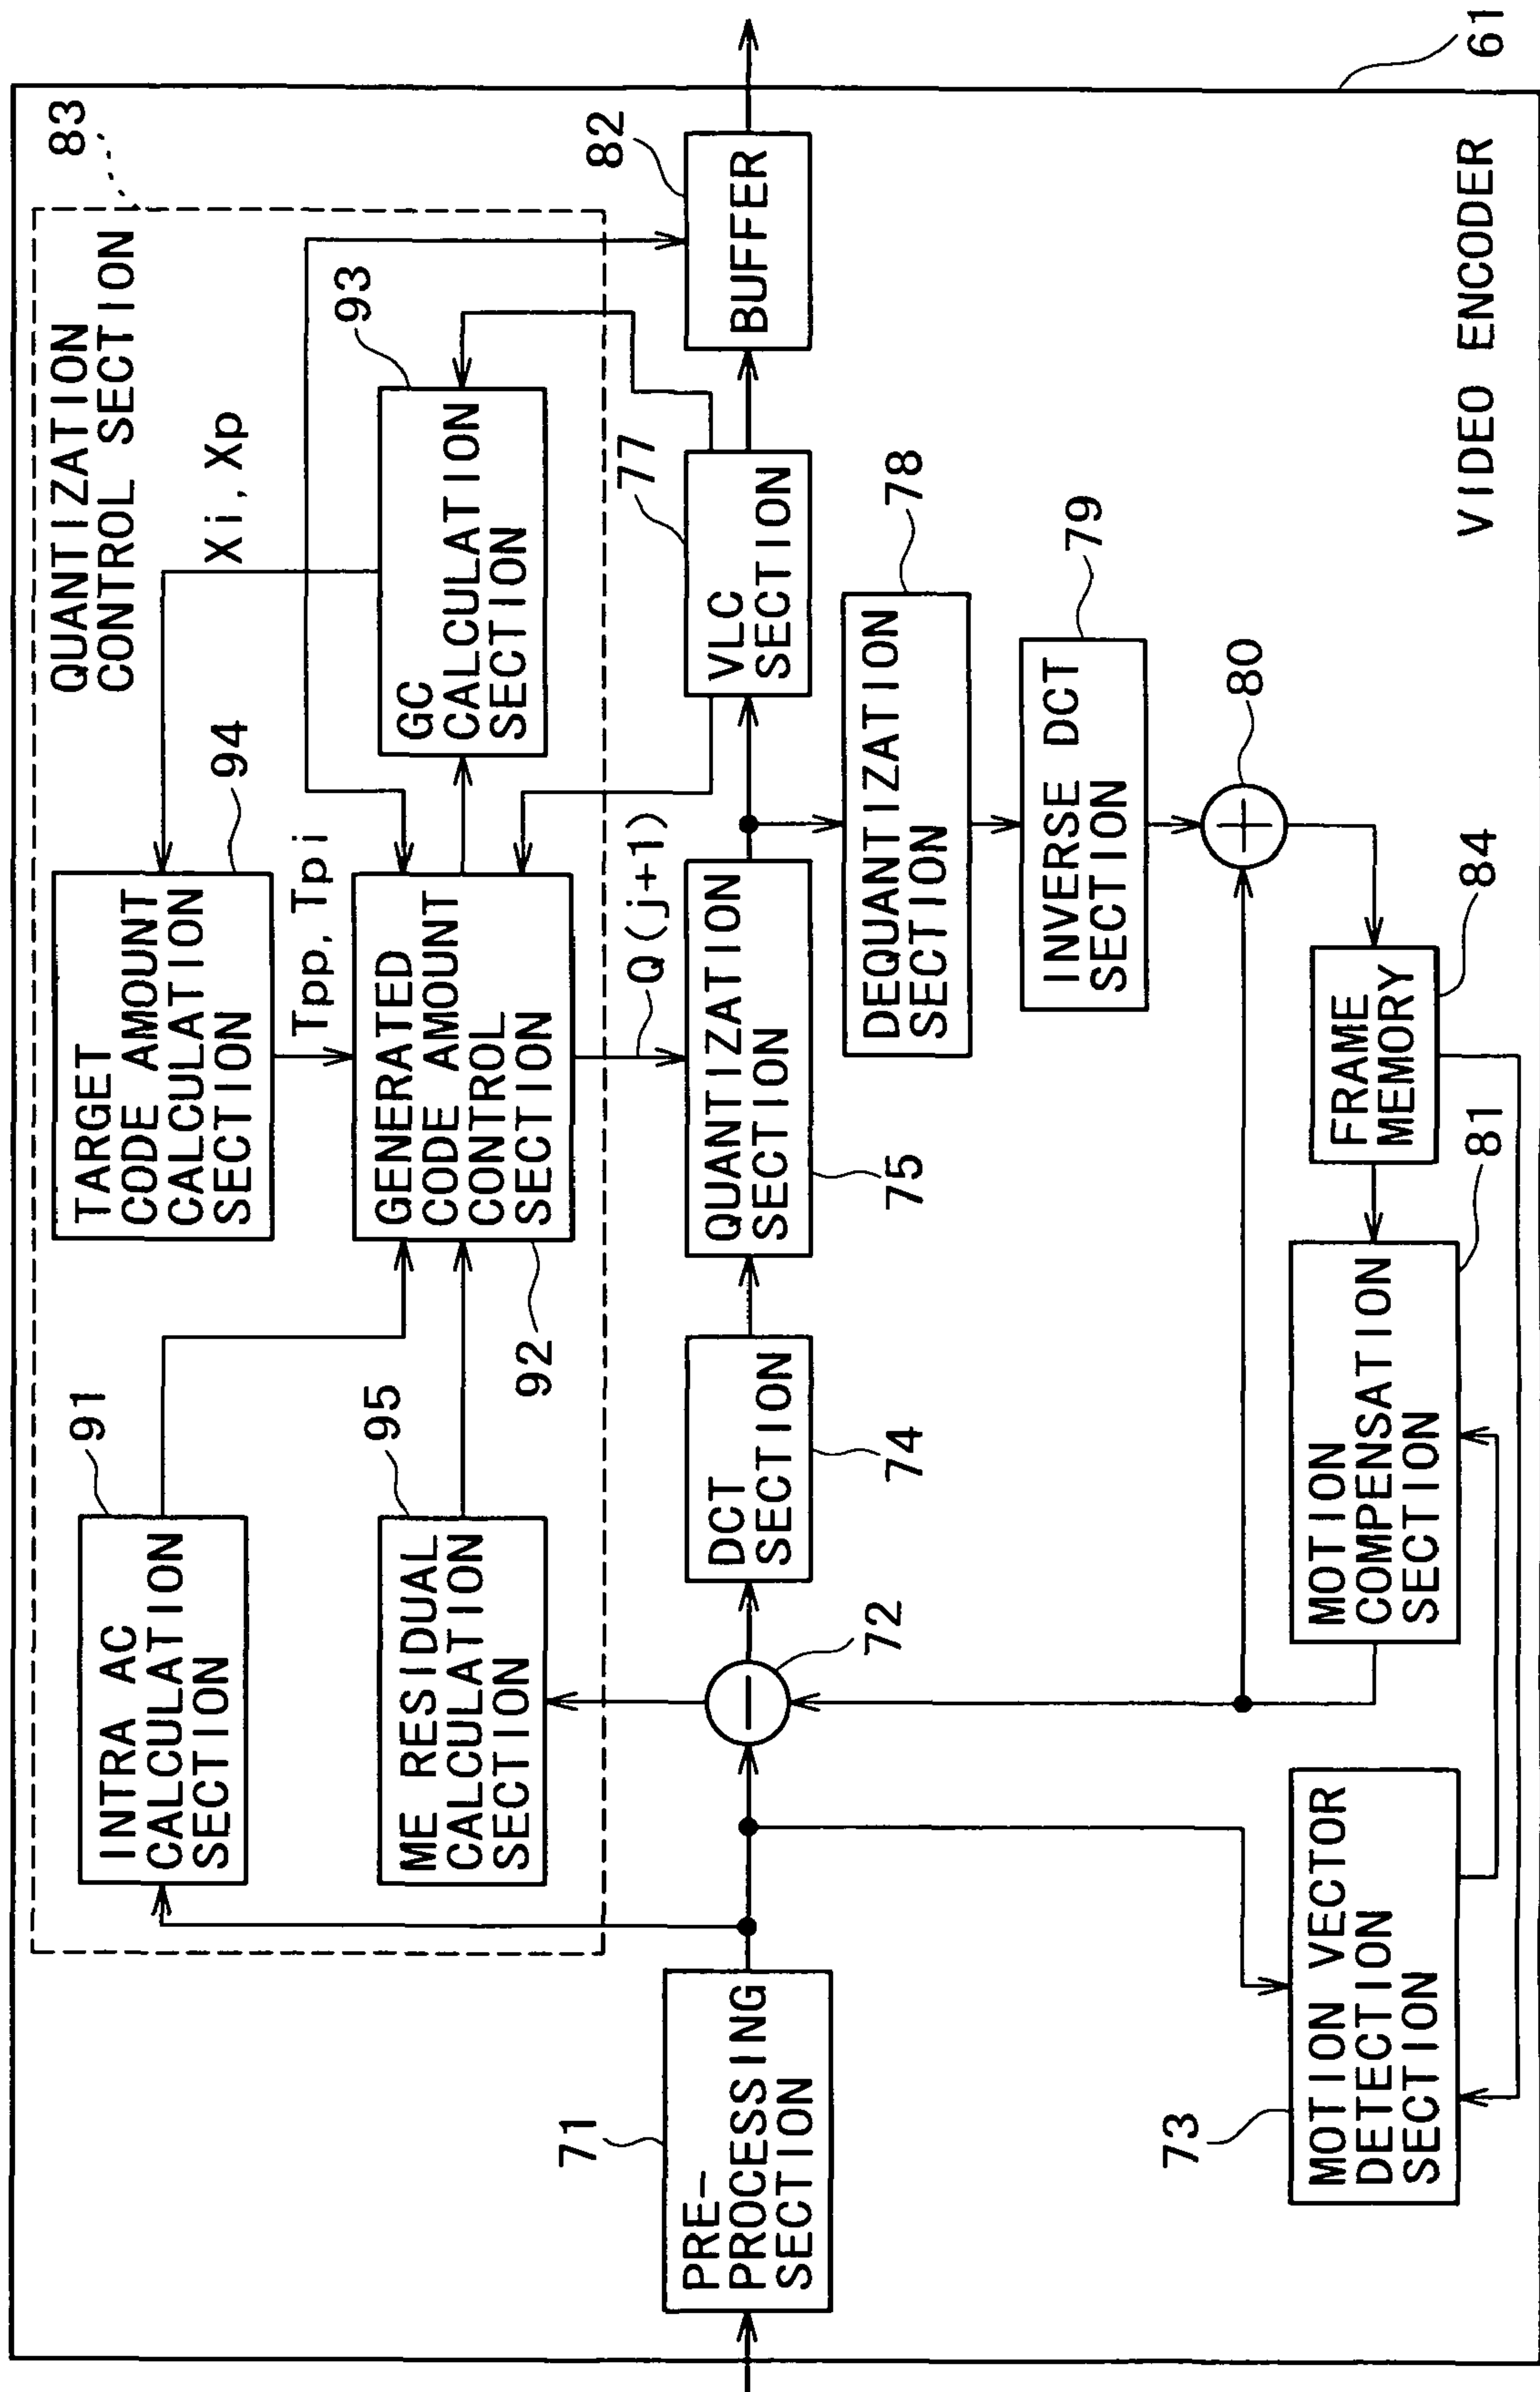 83
QUANTIZATION
CONTROL SECTION
91
INTRA AC
CALCULATION
SECTION
TARGET
CODE AMOUNT
CALCULATION
SECTION
94
Xi, Xp
Tpp, Tpi
95
ME RESIDUAL
CALCULATION
SECTION
GENERATED
CODE AMOUNT
CONTROL
SECTION
92
GC
CALCULATION
SECTION
93
Q(j+1)
71
PRE-
PROCESSING
SECTION
72
DCT
SECTION
74
QUANTIZATION
SECTION
75
VLC
SECTION
77
BUFFER
82
DEQUANTIZATION
SECTION
78
INVERSE DCT
SECTION
79
80
73
MOTION VECTOR
DETECTION
SECTION
MOTION
COMPENSATION
SECTION
81
FRAME
MEMORY
84
VIDEO ENCODER
61